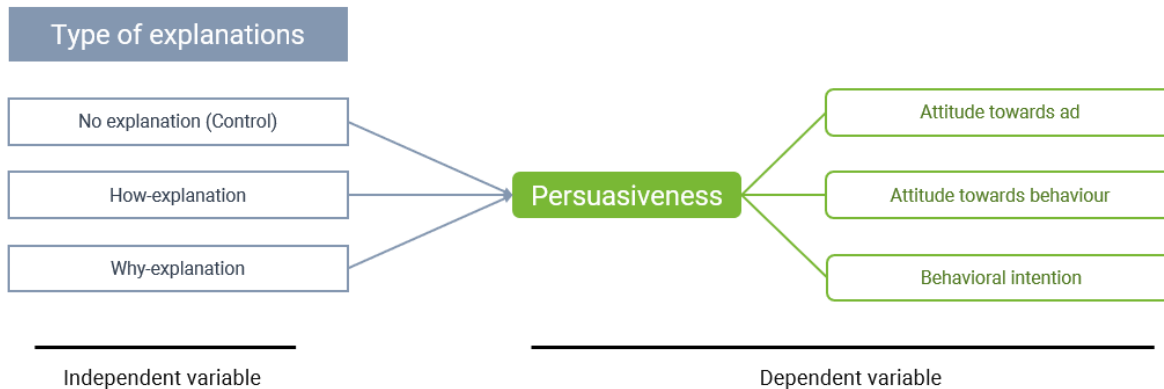 Type of explanations
No explanation (Control)
How-explanation
Why-explanation
Persuasiveness
Attitude towards ad
Attitude towards behaviour
Behavioral intention
Independent variable
Dependent variable